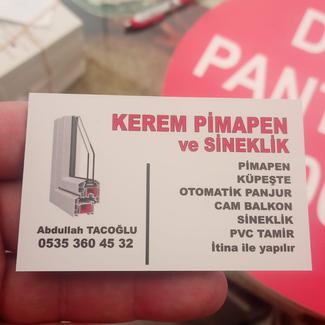 KEREM PİMAPEN
ve SİNEKLİK
PİMAPEN
KÜPEŞTE
OTOMATİK PANJUR
CAM BALKON
SİNEKLİK
PVC TAMİR
İtina ile yapılır
Abdullah TACOĞLU
0535 360 45 32
D
PANT